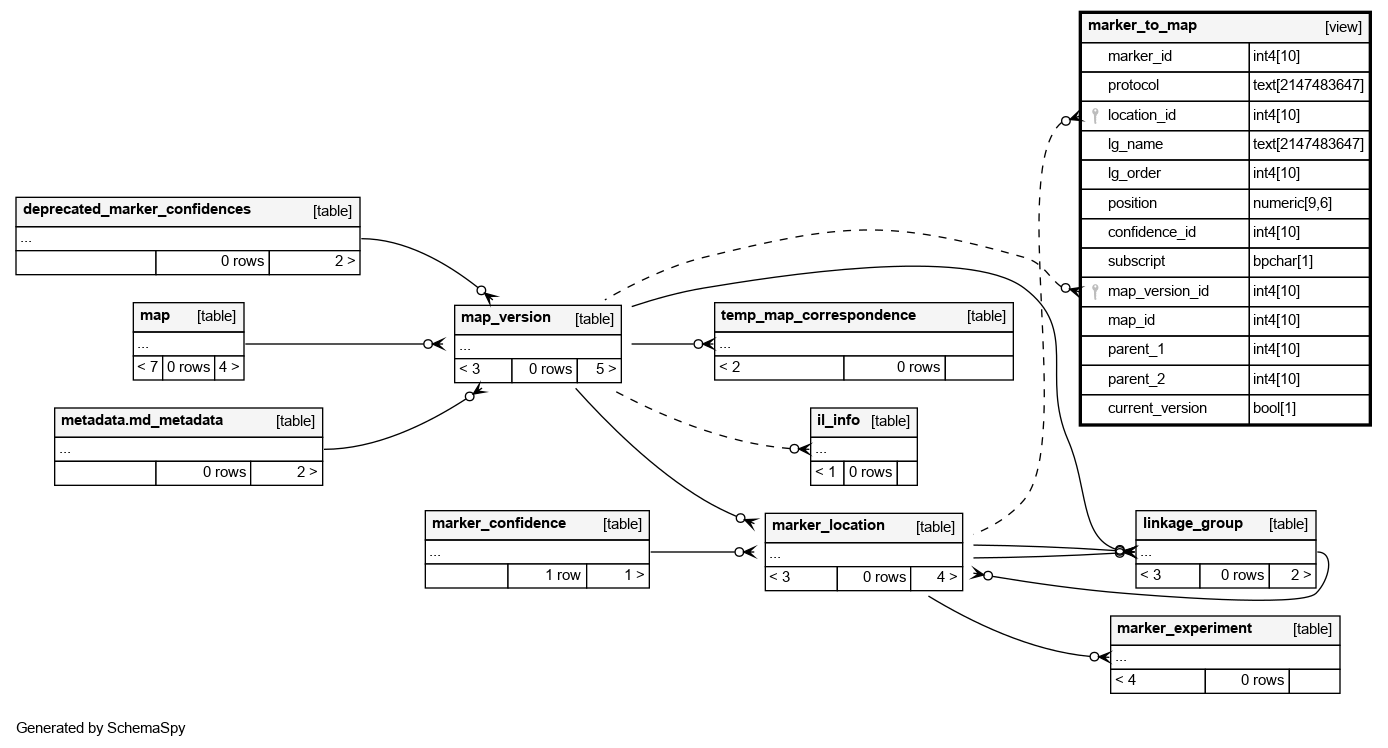 marker_to_map [view]
marker_id int4[10]
protocol text[2147483647]
location_id int4[10]
lg_name text[2147483647]
lg_order int4[10]
position numeric[9,6]
confidence_id int4[10]
subscript bpchar[1]
map_version_id int4[10]
map_id int4[10]
parent_1 int4[10]
parent_2 int4[10]
current_version bool[1]
deprecated_marker_confidences [table]
...
0 rows 2 >
map [table]
...
< 7 0 rows 4 >
map_version [table]
...
< 3 0 rows 5 >
temp_map_correspondence [table]
...
< 2 0 rows
metadata.md_metadata [table]
...
0 rows 2 >
il_info [table]
...
< 1 0 rows
marker_confidence [table]
...
1 row 1 >
marker_location [table]
...
< 3 0 rows 4 >
linkage_group [table]
...
< 3 0 rows 2 >
marker_experiment [table]
...
< 4 0 rows
Generated by SchemaSpy